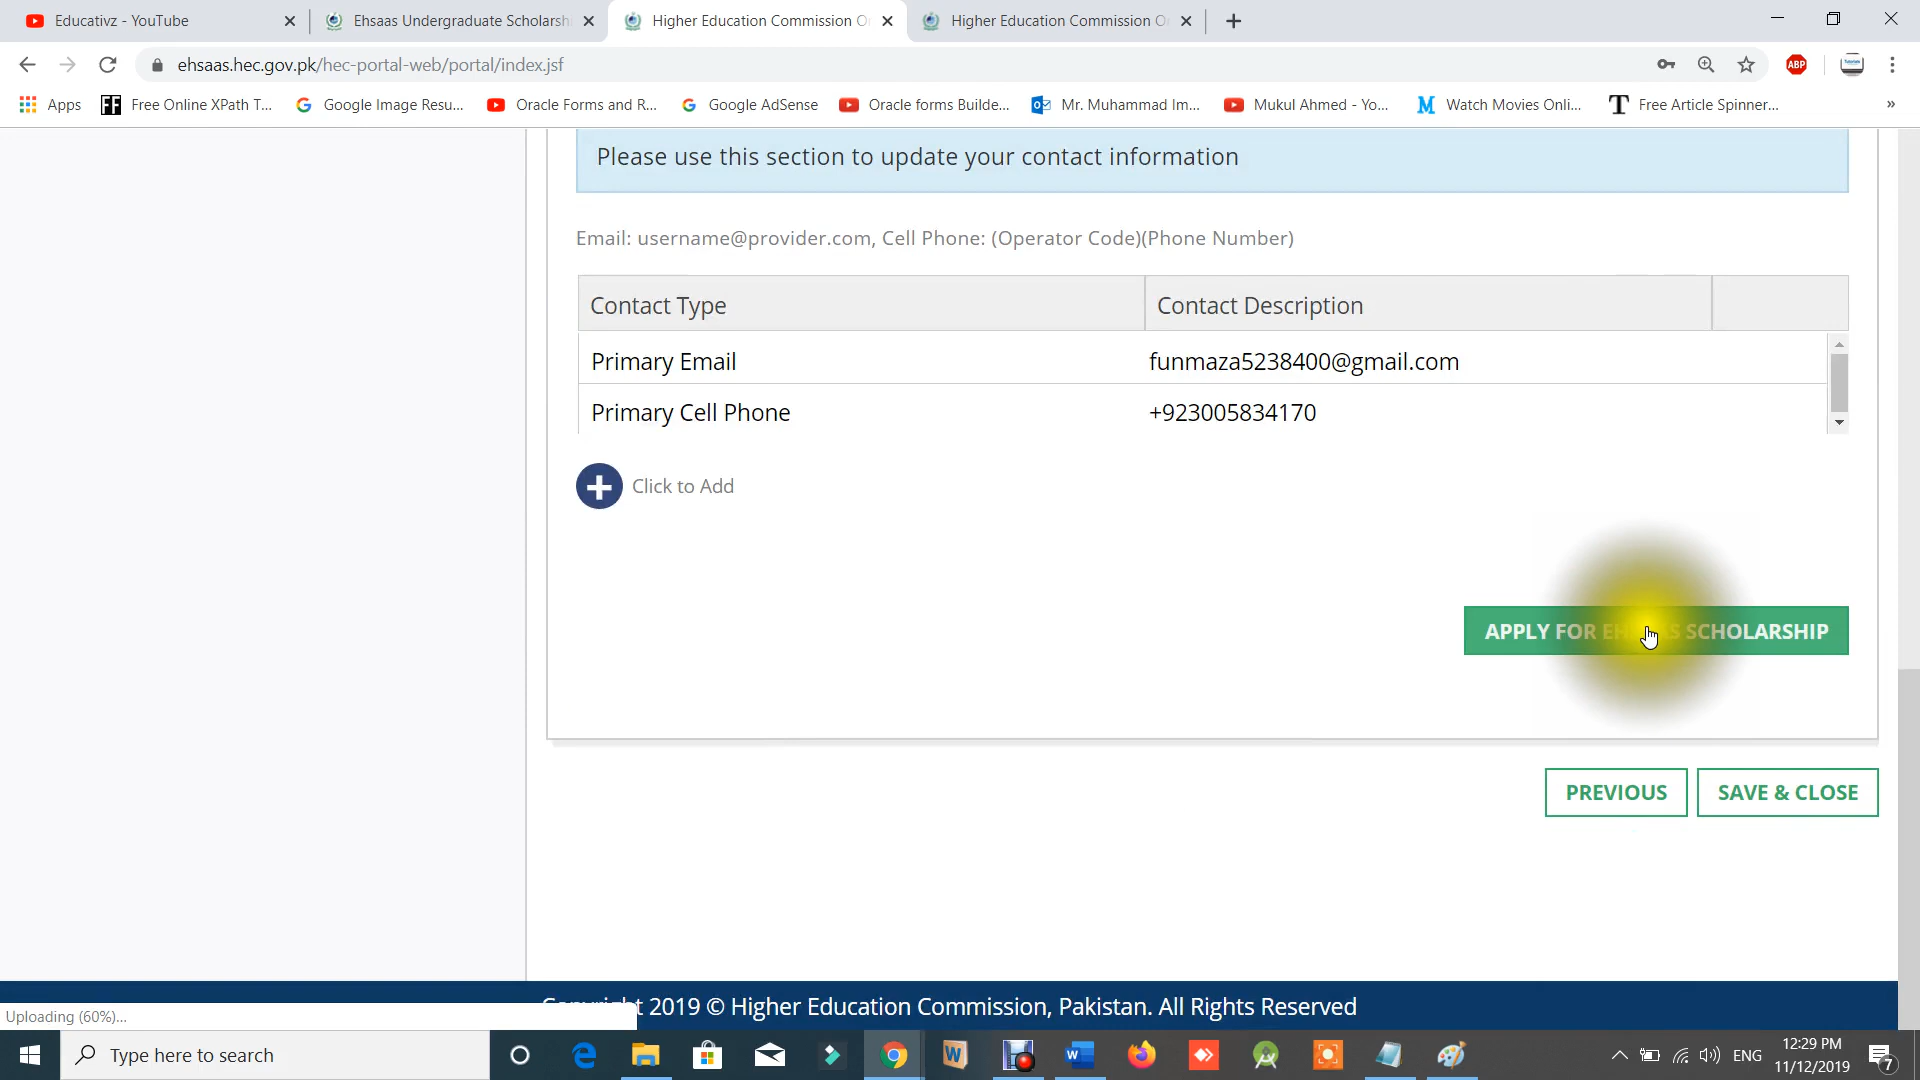 Educativz - YouTube
Ehsaas Undergraduate Scholarsh
Higher Education Commission O
Higher Education Commission O
ehsaas.hec.gov.pk/hec-portal-web/portal/index.jsf
ABP
Apps
Free Online XPath T...
Google Image Resu...
Oracle Forms and R...
Google AdSense
Oracle forms Builde...
Mr. Muhammad Im...
Mukul Ahmed - Yo...
Watch Movies Onli...
Free Article Spinner...
Please use this section to update your contact information
Email: username@provider.com, Cell Phone: (Operator Code)(Phone Number)
Contact Type Contact Description
Primary Email funmaza5238400@gmail.com
Primary Cell Phone +923005834170
Click to Add
APPLY FOR SCHOLARSHIP
PREVIOUS SAVE & CLOSE
2019 © Higher Education Commission, Pakistan. All Rights Reserved
Uploading (60%)...
Type here to search
ENG
12:29 PM
11/12/2019
7